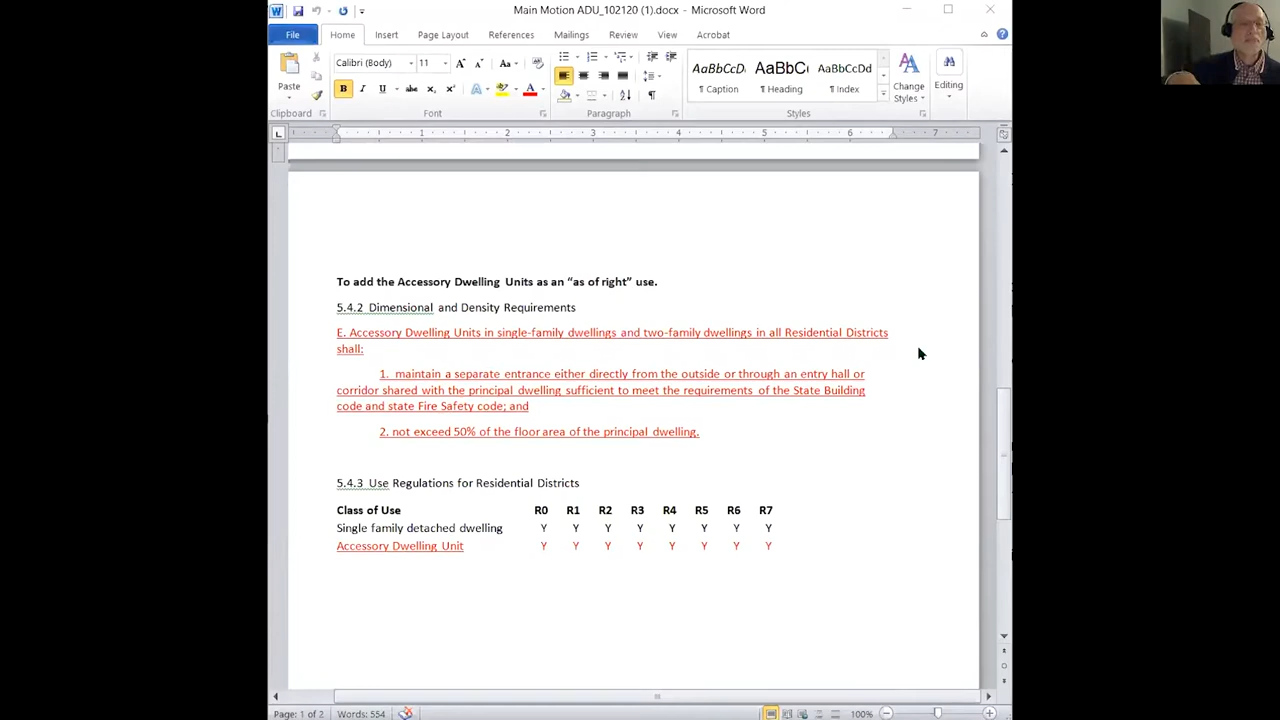 Main Motion ADU_102120 (1).docx - Microsoft Word
File Home Insert Page Layout References Mailings Review View Acrobat
Calibri (Body) 11
AaBbCcD AaBbC AaBbCcDd
Paste
Caption Heading Index
Change Styles
Editing
Clipboard Font Paragraph Styles
1 2 3 4 5 6 7
To add the Accessory Dwelling Units as an “as of right” use.
5.4.2 Dimensional and Density Requirements
E. Accessory Dwelling Units in single-family dwellings and two-family dwellings in all Residential Districts
shall:
1. maintain a separate entrance either directly from the outside or through an entry hall or
corridor shared with the principal dwelling sufficient to meet the requirements of the State Building
code and state Fire Safety code; and
2. not exceed 50% of the floor area of the principal dwelling.
5.4.3 Use Regulations for Residential Districts
Class of Use R0 R1 R2 R3 R4 R5 R6 R7
Single family detached dwelling Y Y Y Y Y Y Y Y
Accessory Dwelling Unit Y Y Y Y Y Y Y Y
Page: 1 of 2 Words: 554 100%